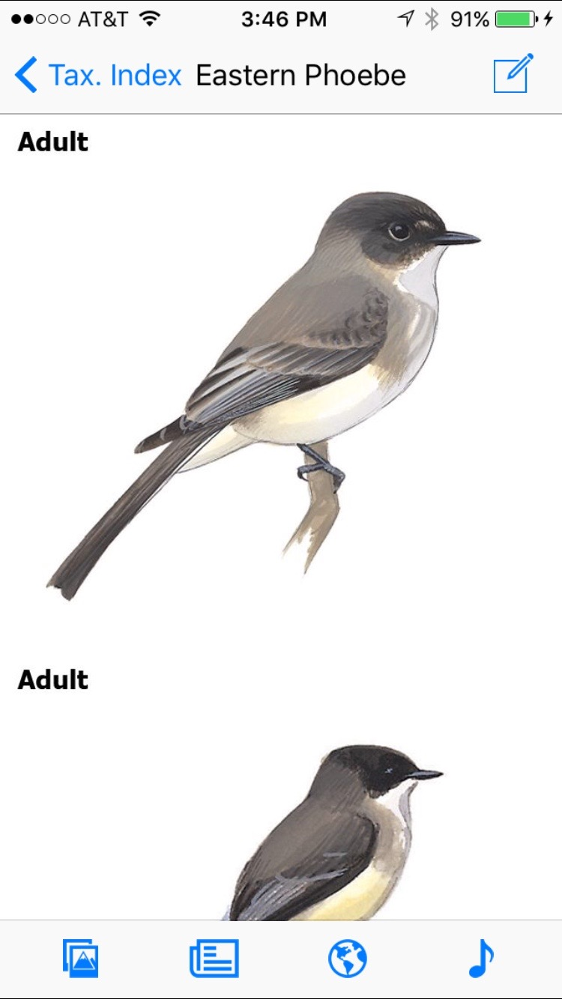 AT&T 3:46 PM 91%
Tax. Index Eastern Phoebe
Adult
Adult